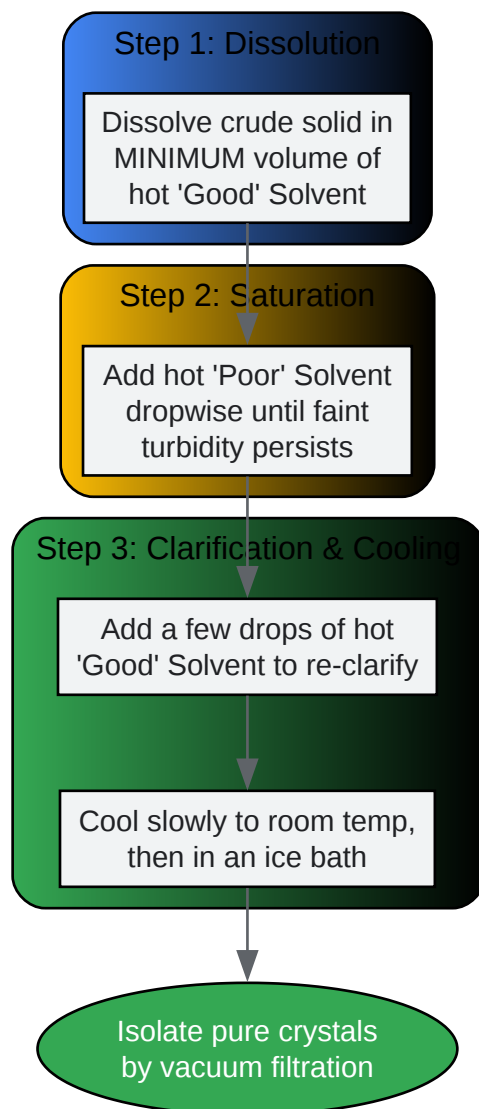 Step 1: Dissolution
Dissolve crude solid in
MINIMUM volume of
hot 'Good' Solvent
Step 2: Saturation
Add hot 'Poor' Solvent
dropwise until faint
turbidity persists
Step 3: Clarification & Cooling
Add a few drops of hot
'Good' Solvent to re-clarify
Cool slowly to room temp,
then in an ice bath
Isolate pure crystals
by vacuum filtration